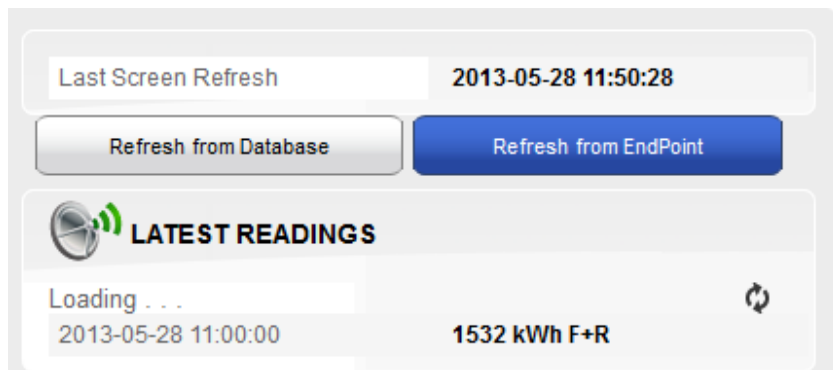 Last Screen Refresh 2013-05-28 11:50:28
Refresh from Database Refresh from EndPoint
LATEST READINGS
Loading . . .
2013-05-28 11:00:00 1532 kWh F+R